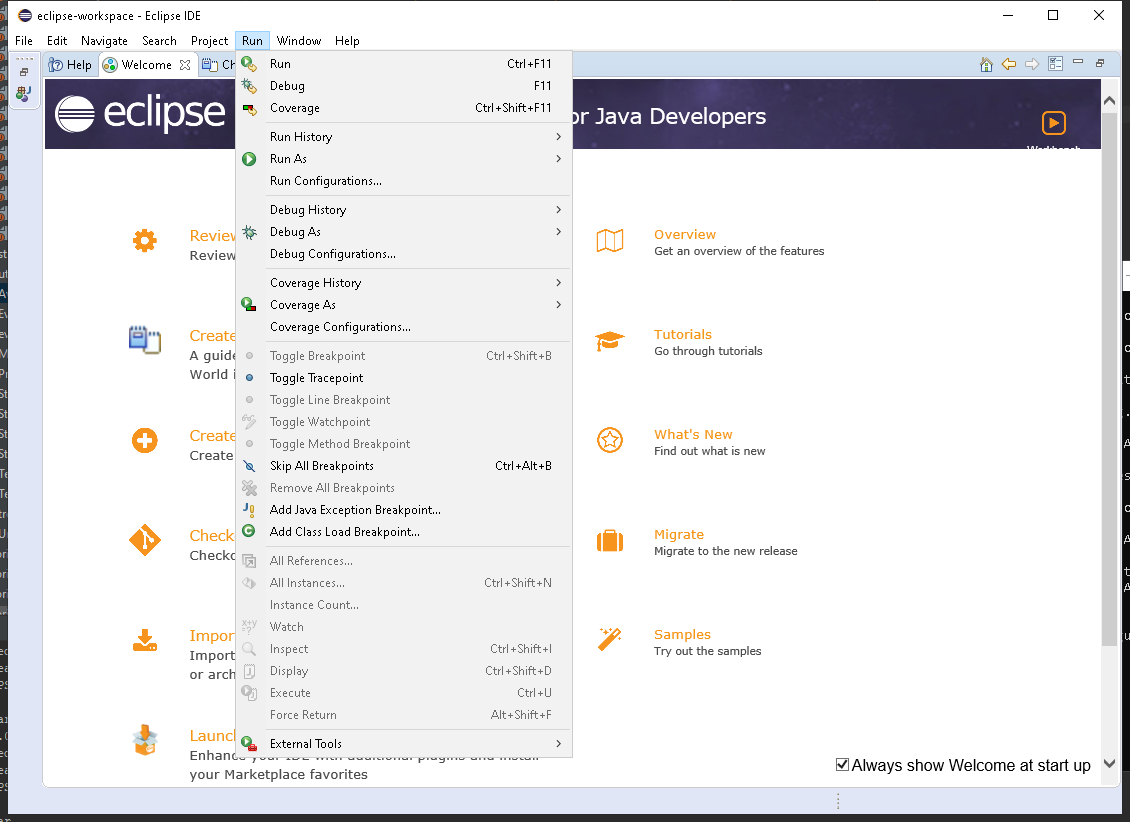 eclipse-workspace - Eclipse IDE
File Edit Navigate Search Project Run Window Help
Help Welcome Ch
eclipse or Java Developers
Workbench
Run Ctrl+F11
Debug F11
Coverage Ctrl+Shift+F11
Run History
Run As
Run Configurations...
Debug History
Debug As
Debug Configurations...
Coverage History
Coverage As
Coverage Configurations...
Toggle Breakpoint Ctrl+Shift+B
Toggle Tracepoint
Toggle Line Breakpoint
Toggle Watchpoint
Toggle Method Breakpoint
Skip All Breakpoints Ctrl+Alt+B
Remove All Breakpoints
Add Java Exception Breakpoint...
Add Class Load Breakpoint...
All References...
All Instances... Ctrl+Shift+N
Instance Count...
Watch
Inspect Ctrl+Shift+I
Display Ctrl+Shift+D
Execute Ctrl+U
Force Return Alt+Shift+F
External Tools
Review
Review
Create
A guide
World i
Create
Create
Check
Checko
Impor
Import
or arch
Launch
Enhance your IDE with additional plugins and install
your Marketplace favorites
Overview
Get an overview of the features
Tutorials
Go through tutorials
What's New
Find out what is new
Migrate
Migrate to the new release
Samples
Try out the samples
Always show Welcome at start up